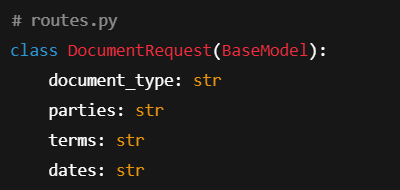 # routes.py
class DocumentRequest(BaseModel):
    document_type: str
    parties: str
    terms: str
    dates: str